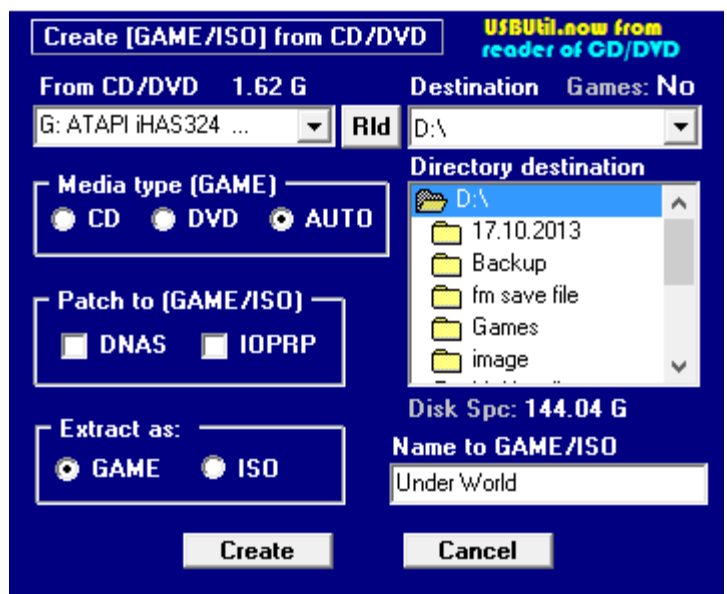 Create [GAME/ISO] from CD/DVD
USBUtil.now from
reader of CD/DVD
From CD/DVD 1.62 G
Destination Games: No
G: ATAPI iHAS324 ...
Rld
D:\
Directory destination
Media type (GAME)
CD DVD AUTO
D:\
17.10.2013
Backup
fm save file
Games
image
Patch to (GAME/ISO)
DNAS IOPRP
Disk Spc: 144.04 G
Extract as:
GAME ISO
Name to GAME/ISO
Under World
Create Cancel